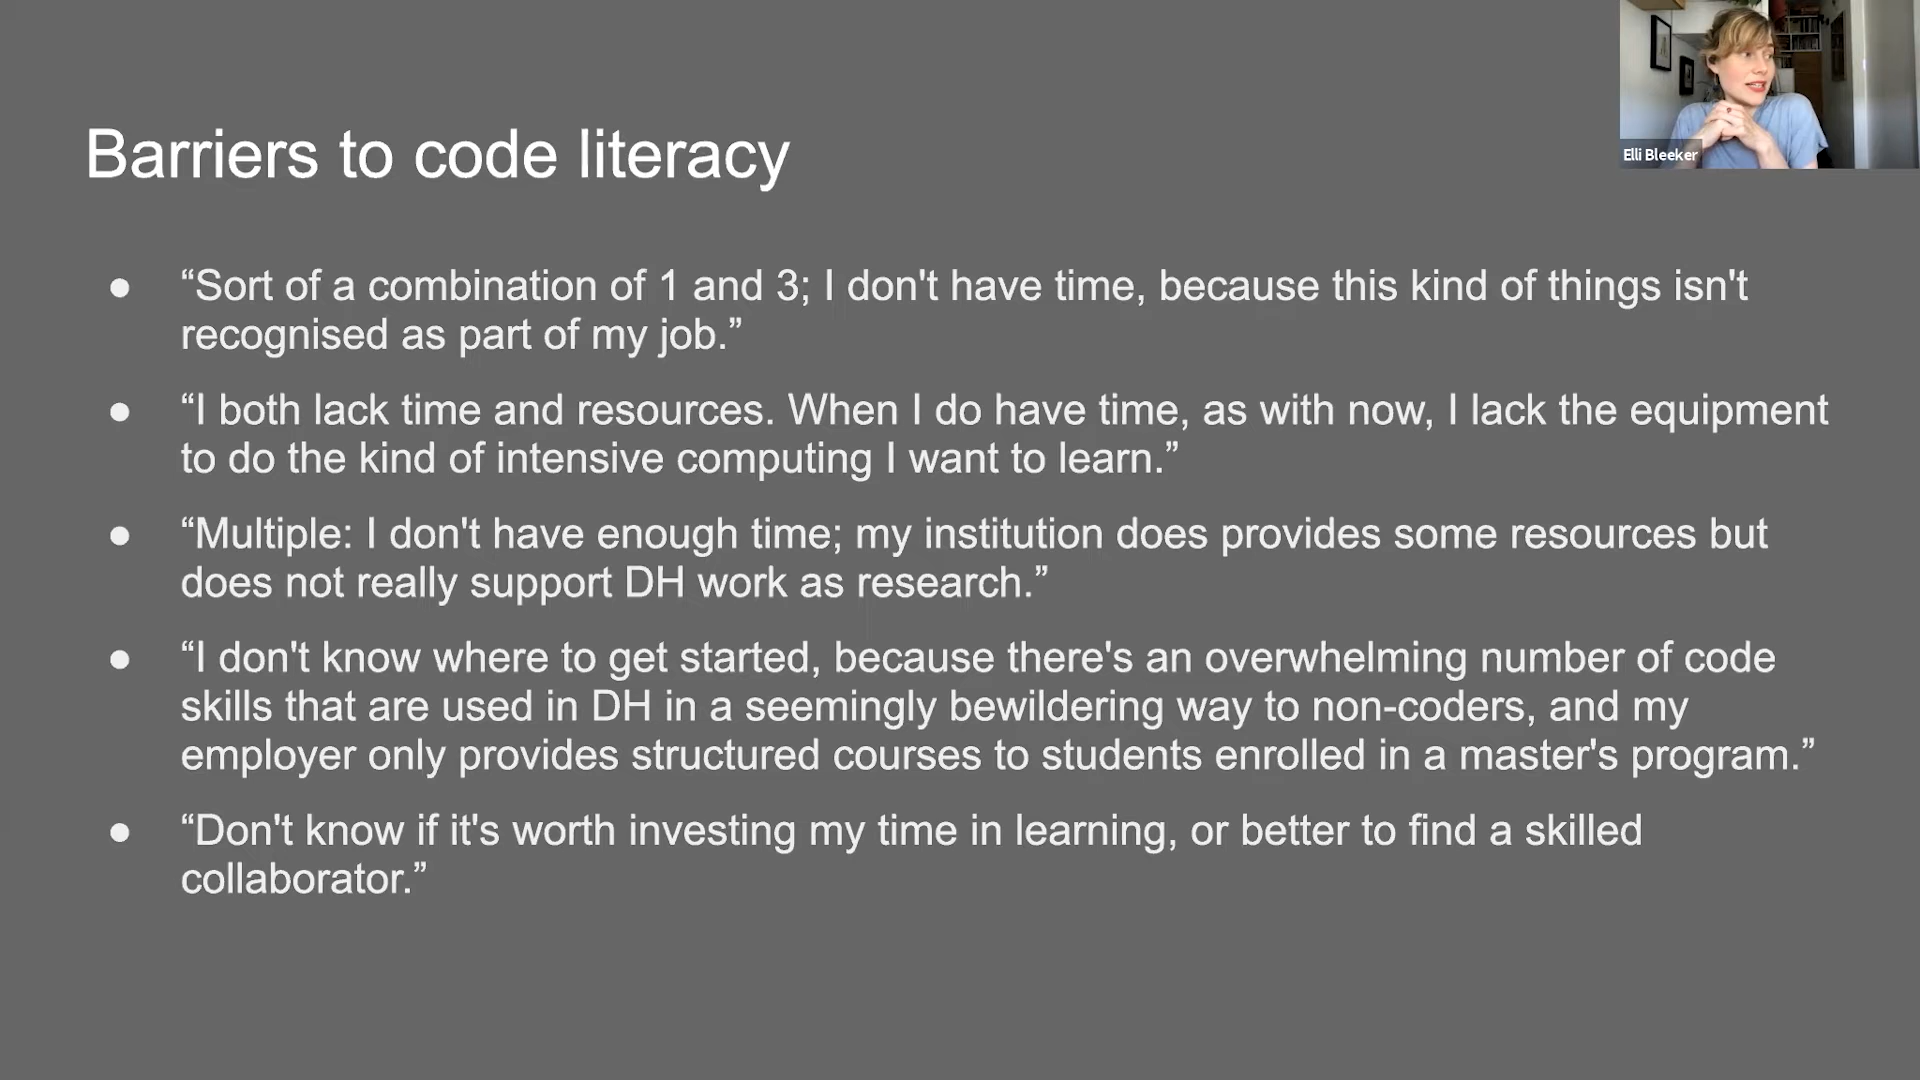 Elli Bleeker
Barriers to code literacy
● “Sort of a combination of 1 and 3; I don't have time, because this kind of things isn't
recognised as part of my job.”
● “I both lack time and resources. When I do have time, as with now, I lack the equipment
to do the kind of intensive computing I want to learn.”
● “Multiple: I don't have enough time; my institution does provides some resources but
does not really support DH work as research.”
● “I don't know where to get started, because there's an overwhelming number of code
skills that are used in DH in a seemingly bewildering way to non-coders, and my
employer only provides structured courses to students enrolled in a master's program.”
● “Don't know if it's worth investing my time in learning, or better to find a skilled
collaborator.”